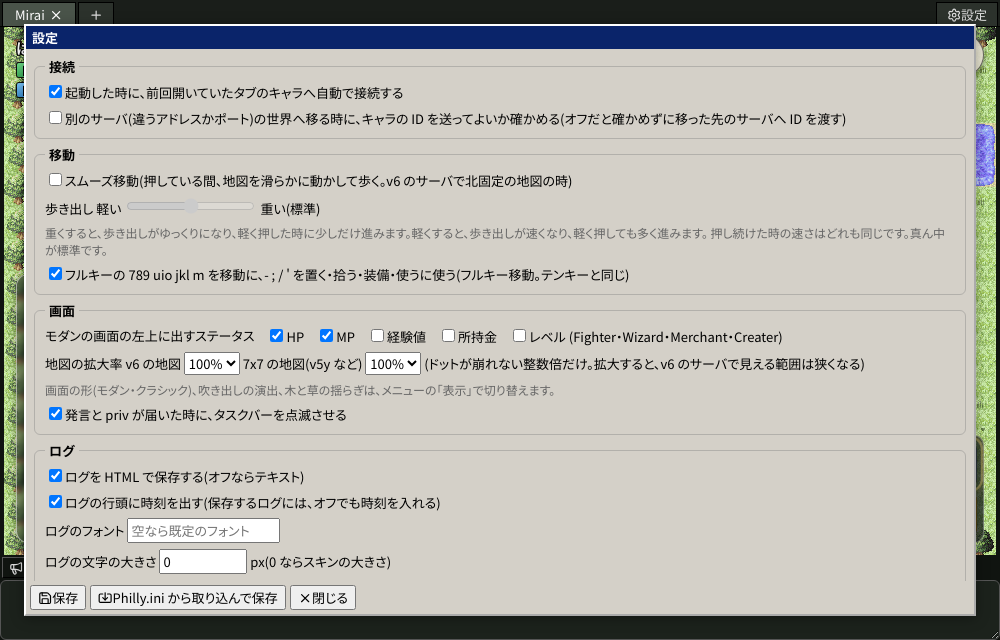 Mirai ×
+
設定
設定
接続
起動した時に、前回開いていたタブのキャラへ自動で接続する
別のサーバ(違うアドレスかポート)の世界へ移る時に、キャラの ID を送ってよいか確かめる(オフだと確かめずに移った先のサーバへ ID を渡す)
移動
スムーズ移動(押している間、地図を滑らかに動かして歩く。v6 のサーバで北固定の地図の時)
歩き出し 軽い 重い(標準)
重くすると、歩き出しがゆっくりになり、軽く押した時に少しだけ進みます。軽くすると、歩き出しが速くなり、軽く押しても多く進みます。 押し続けた時の速さはどれも同じです。真ん中
が標準です。
フルキーの 789 uio jkl m を移動に、- ; / ' を置く・拾う・装備・使うに使う(フルキー移動。テンキーと同じ)
画面
モダンの画面の左上に出すステータス HP MP 経験値 所持金 レベル (Fighter・Wizard・Merchant・Creater)
地図の拡大率 v6 の地図 100% 7x7 の地図(v5y など) 100% (ドットが崩れない整数倍だけ。拡大すると、v6 のサーバで見える範囲は狭くなる)
画面の形(モダン・クラシック)、吹き出しの演出、木と草の揺らぎは、メニューの「表示」で切り替えます。
発言と priv が届いた時に、タスクバーを点滅させる
ログ
ログを HTML で保存する(オフならテキスト)
ログの行頭に時刻を出す(保存するログには、オフでも時刻を入れる)
ログのフォント 空なら既定のフォント
ログの文字の大きさ 0 px(0 ならスキンの大きさ)
保存 Philly.ini から取り込んで保存 ×閉じる